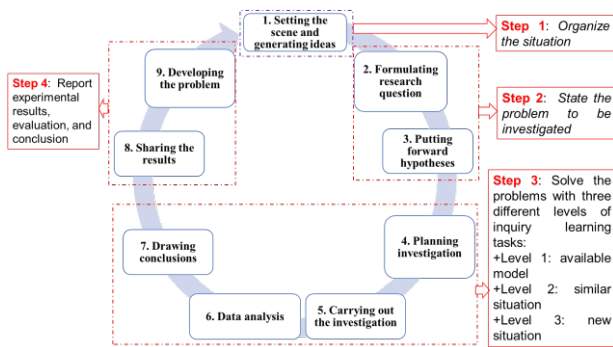 1. Setting the
scene and
generating ideas
Step 1: Organize
the situation
9. Developing
the problem
2. Formulating
research
question
Step 4: Report
experimental
results,
evaluation, and
conclusion
Step 2: State the
problem to be
investigated
8. Sharing the
results
3. Putting
forward
hypotheses
Step 3: Solve the
problems with three
different levels of
inquiry learning
tasks:
+Level 1: available
model
+Level 2: similar
situation
+Level 3: new
situation
7. Drawing
conclusions
4. Planning
investigation
6. Data analysis
5. Carrying out
the investigation